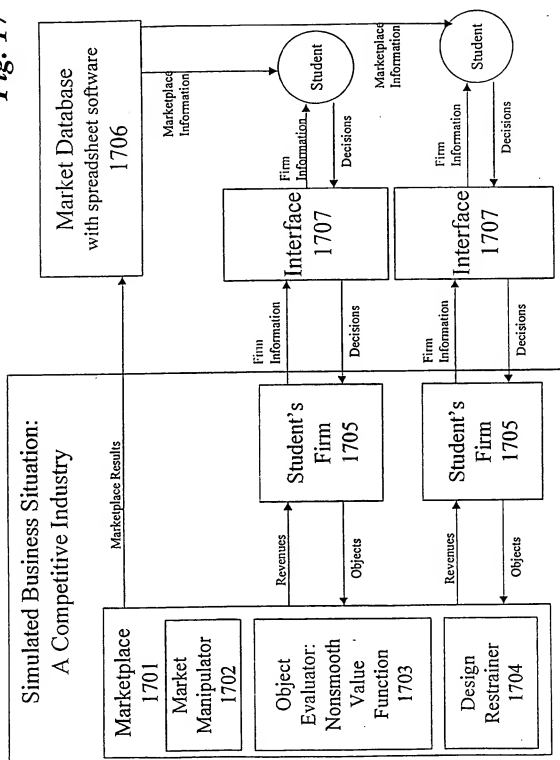 Fig. 17
Simulated Business Situation:
A Competitive Industry
Marketplace
1701
Market
Manipulator
1702
Object
Evaluator:
Nonsmooth
Value
Function
1703
Design
Restrainer
1704
Marketplace Results
Revenues
Objects
Student's
Firm
1705
Revenues
Objects
Student's
Firm
1705
Firm
Information
Decisions
Firm
Information
Decisions
Market Database
with spreadsheet software
1706
Interface
1707
Interface
1707
Marketplace
Information
Firm
Information
Decisions
Student
Marketplace
Information
Firm
Information
Decisions
Student